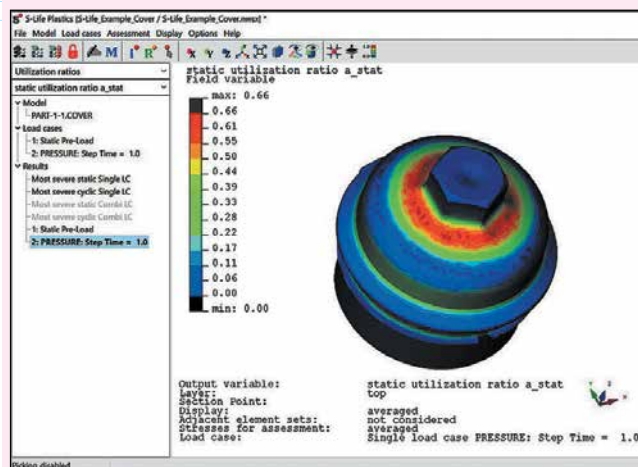 S-Life Plastics [S-Life_Example_Cover / S-Life_Example_Cover.nwsx] *
File Model Load cases Assessment Display Options Help
Utilization ratios
static utilization ratio a_stat
Model
PART-1-1.COVER
Load cases
1: Static Pre-Load
2: PRESSURE: Step Time = 1.0
Results
Most severe static Single LC
Most severe cyclic Single LC
Most severe static Combi LC
Most severe cyclic Combi LC
1: Static Pre-Load
2: PRESSURE: Step Time = 1.0
static utilization ratio a_stat
Field variable
max: 0.66
0.66
0.61
0.55
0.50
0.44
0.39
0.33
0.28
0.22
0.17
0.11
0.06
0.00
min: 0.00
Output variable: static utilization ratio a_stat
Layer: top
Section Point:
Display: averaged
Adjacent element sets: not considered
Stresses for assessment: averaged
Load case: Single load case PRESSURE: Step Time = 1.0
Picking disabled